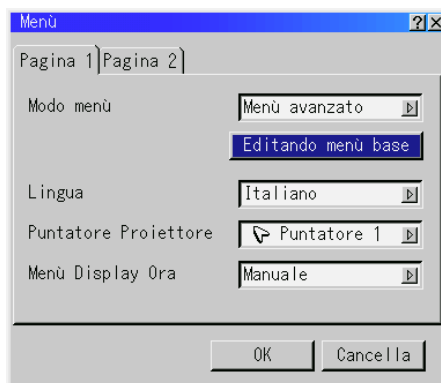 Menù
Pagina 1 Pagina 2
Modo menù Menù avanzato
Editando menù base
Lingua Italiano
Puntatore Proiettore Puntatore 1
Menù Display Ora Manuale
OK Cancella